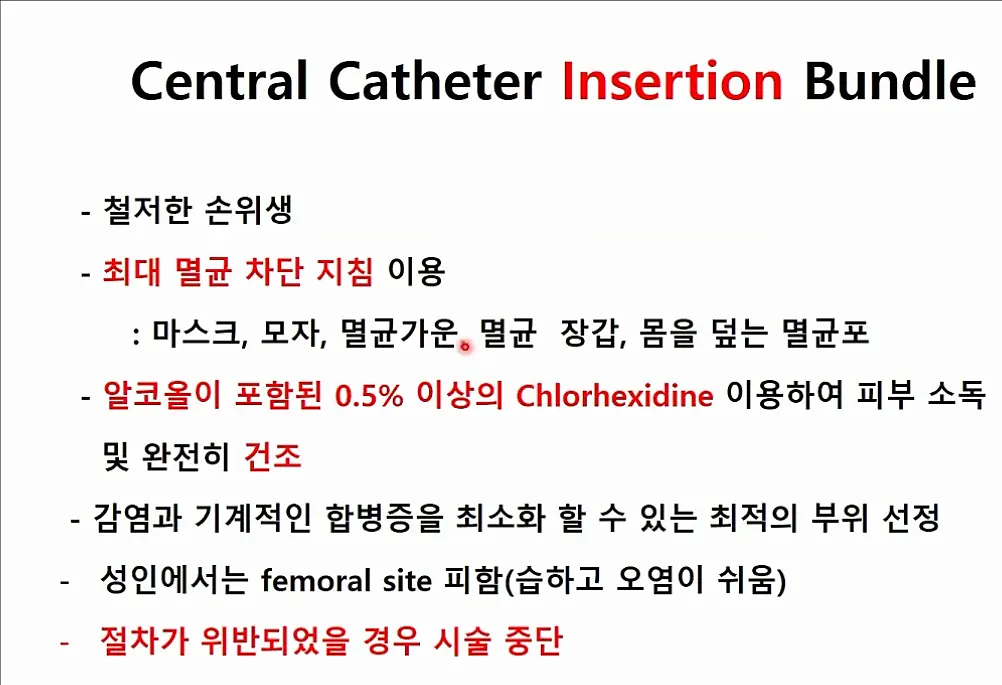 Central Catheter Insertion Bundle
- 철저한 손위생
- 최대 멸균 차단 지침 이용
: 마스크, 모자, 멸균가운, 멸균 장갑, 몸을 덮는 멸균포
- 알코올이 포함된 0.5% 이상의 Chlorhexidine 이용하여 피부 소독
및 완전히 건조
- 감염과 기계적인 합병증을 최소화 할 수 있는 최적의 부위 선정
- 성인에서는 femoral site 피함(습하고 오염이 쉬움)
- 절차가 위반되었을 경우 시술 중단